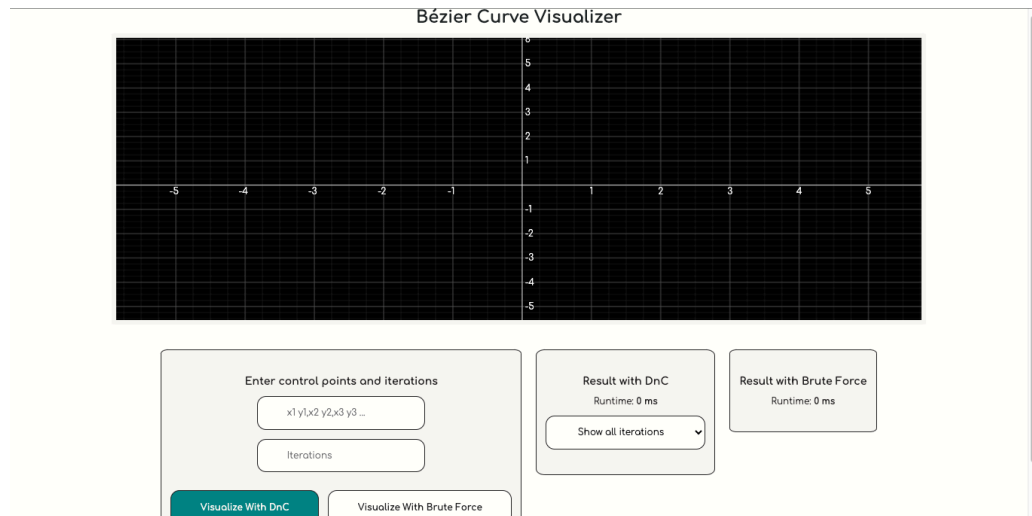 Bézier Curve Visualizer
6
5
4
3
2
1
-5 -4 -3 -2 -1 1 2 3 4 5
-1
-2
-3
-4
-5
Enter control points and iterations
x1 y1,x2 y2,x3 y3 ...
Iterations
Visualize With DnC
Visualize With Brute Force
Result with DnC
Runtime: 0 ms
Show all iterations
Result with Brute Force
Runtime: 0 ms